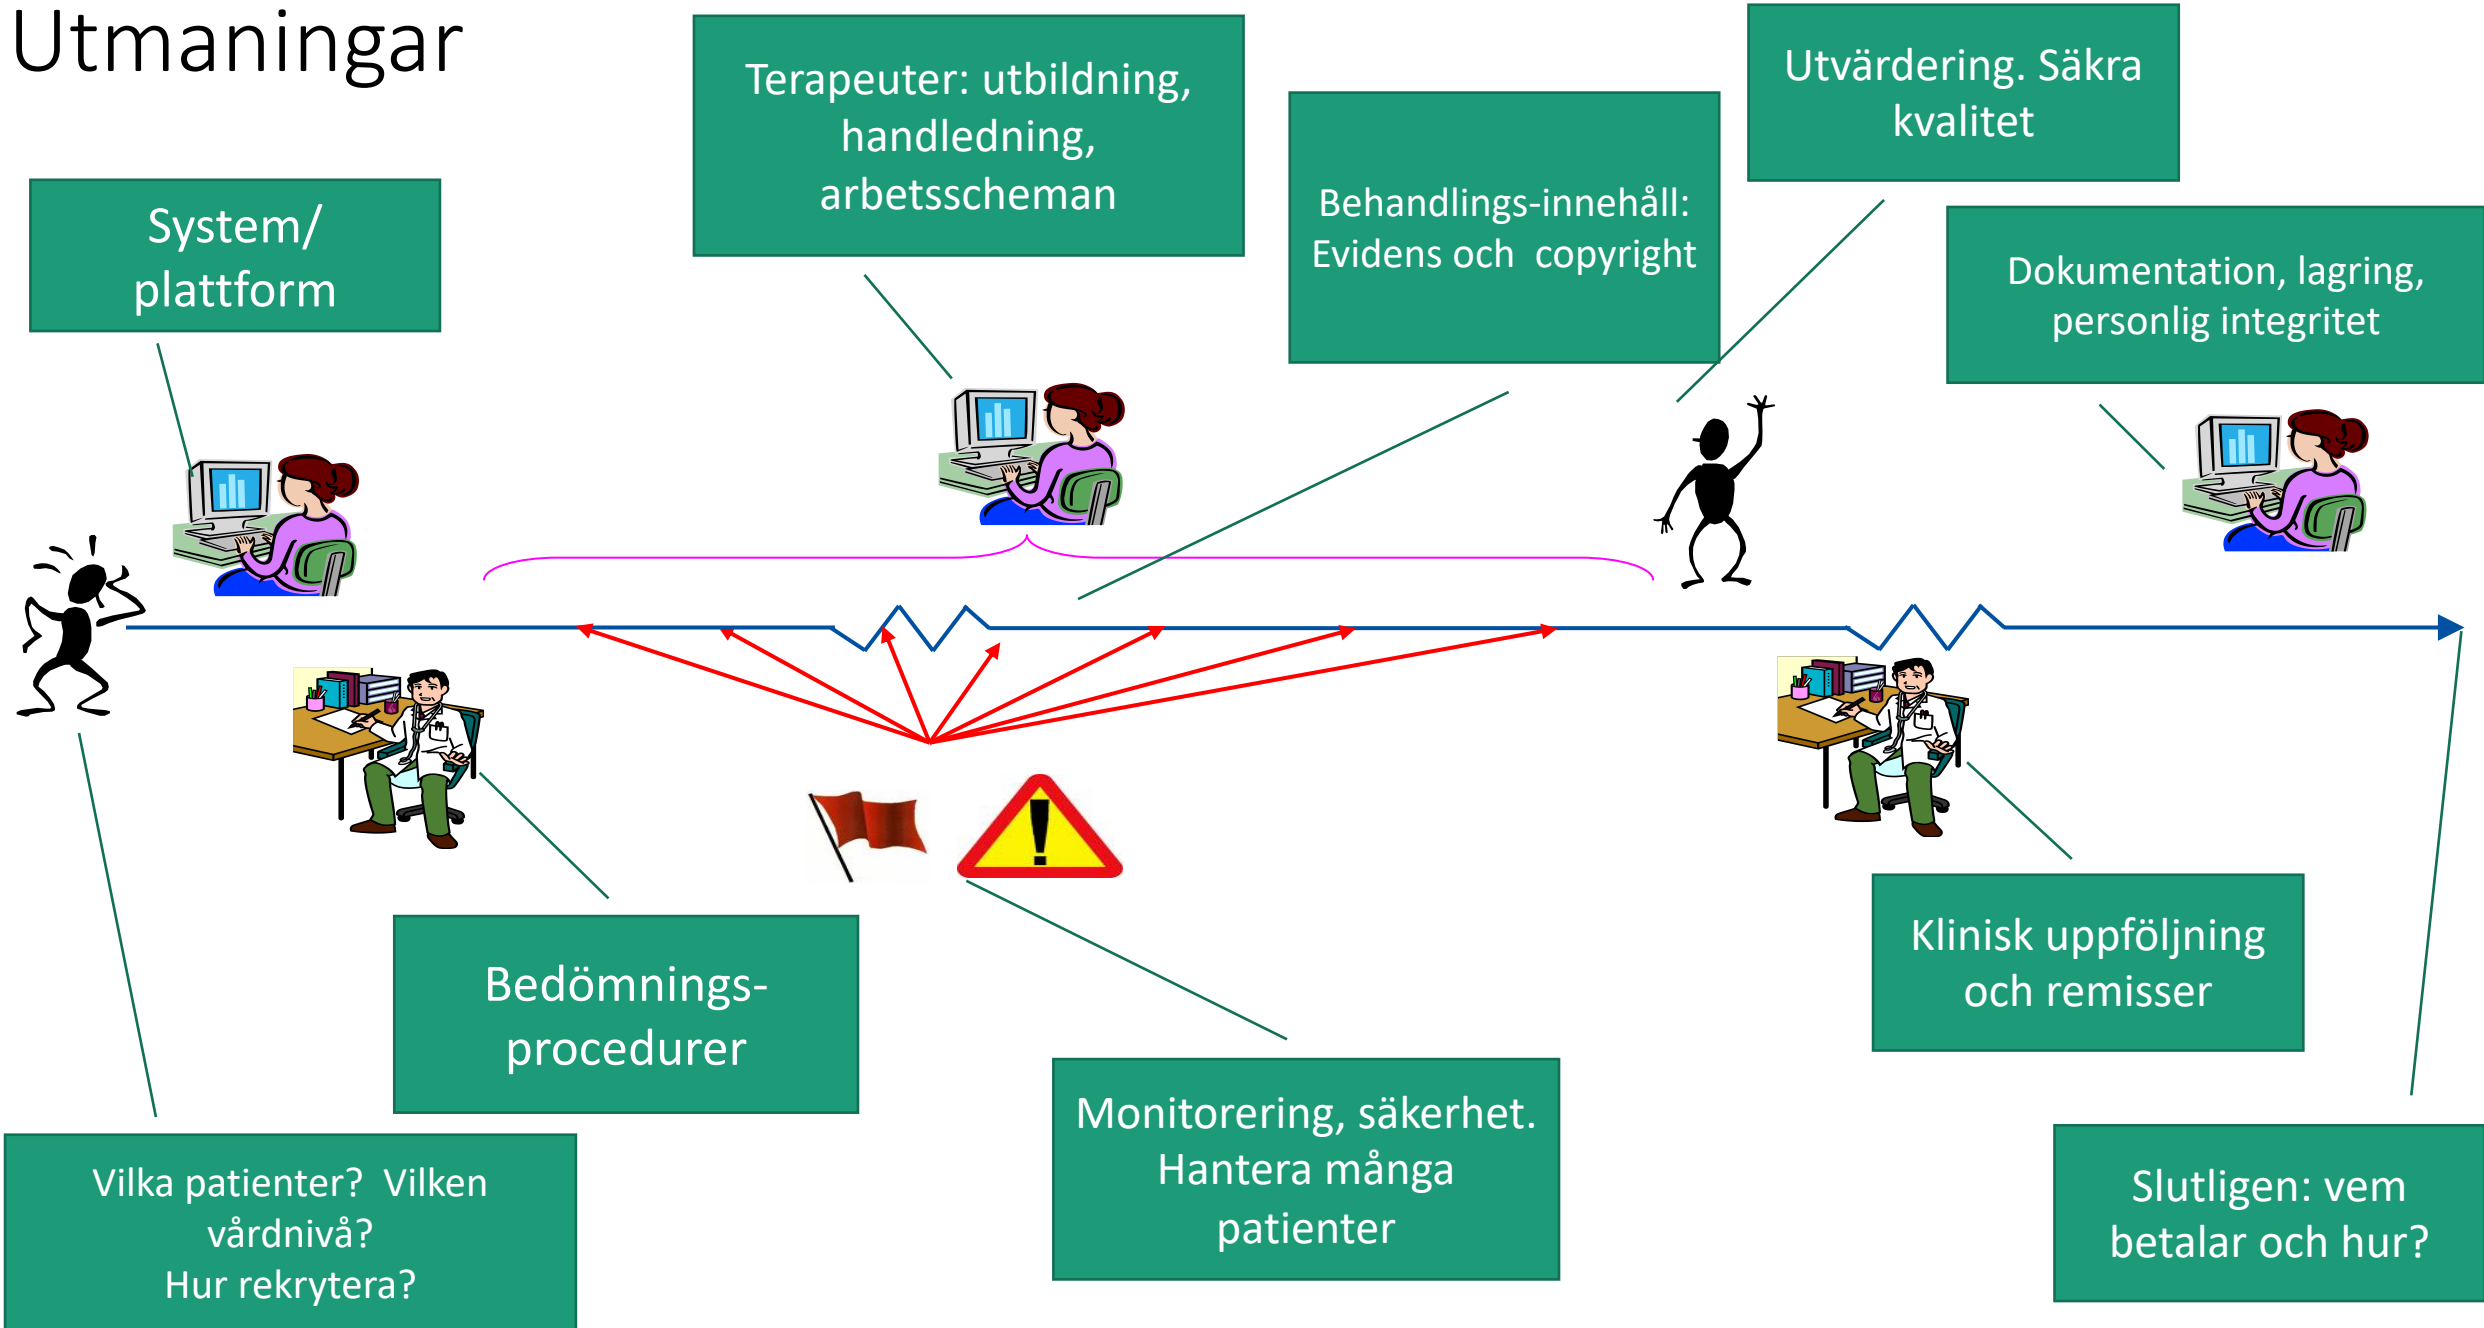 Utmaningar
System/
plattform
Terapeuter: utbildning,
handledning,
arbetsscheman
Behandlings-innehåll:
Evidens och copyright
Utvärdering. Säkra
kvalitet
Dokumentation, lagring,
personlig integritet
Vilka patienter? Vilken
vårdnivå?
Hur rekrytera?
Bedömnings-
procedurer
Monitorering, säkerhet.
Hantera många
patienter
Klinisk uppföljning
och remisser
Slutligen: vem
betalar och hur?